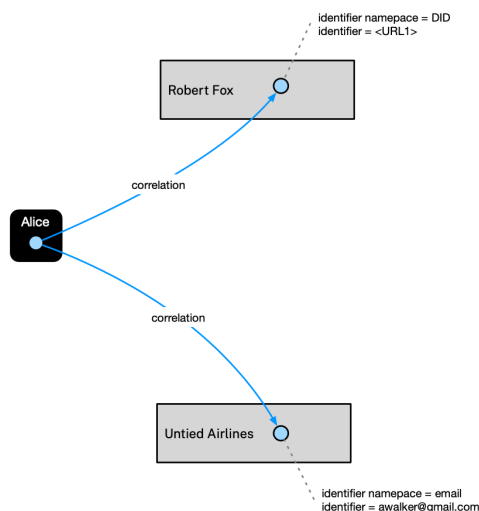 identifier namepace = DID
identifier = <URL1>
Robert Fox
correlation
Alice
correlation
Untied Airlines
identifier namepace = email
identifier = awalker@gmail.com